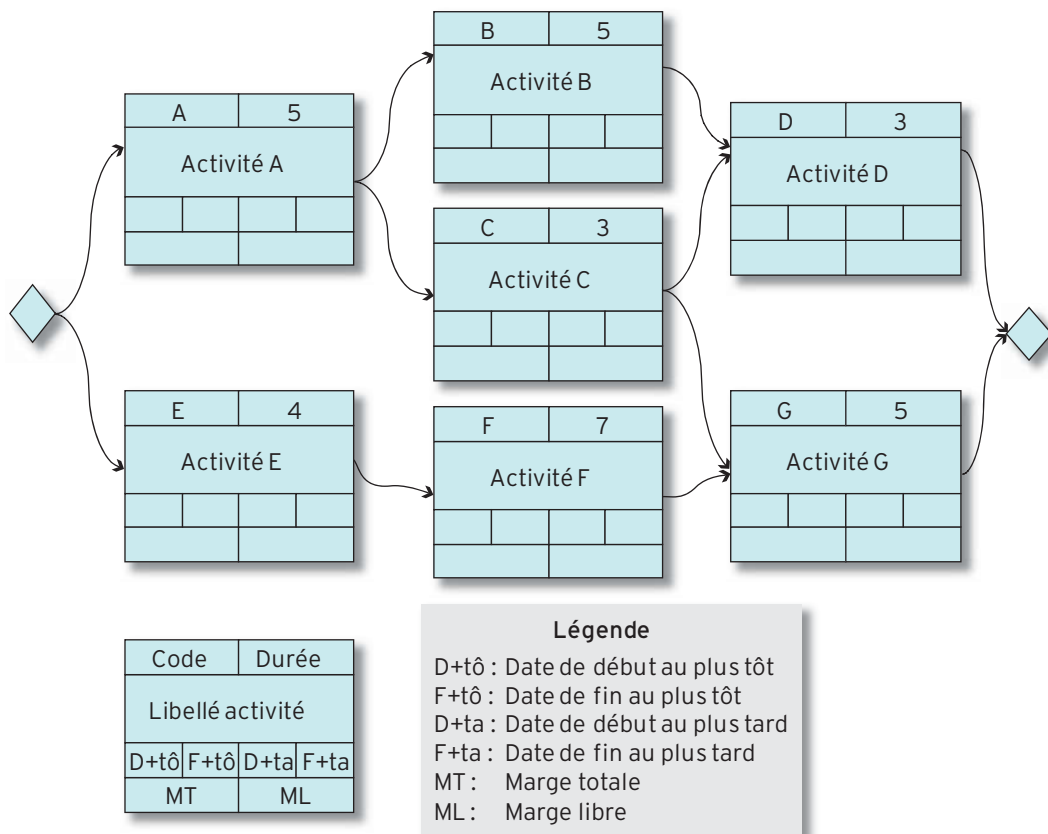 B 5
Activité B
A 5
Activité A
D 3
Activité D
C 3
Activité C
E 4
Activité E
F 7
Activité F
G 5
Activité G
Code Durée
Libellé activité
D+tô F+tô D+ta F+ta
MT ML
Légende
D+tô : Date de début au plus tôt
F+tô : Date de fin au plus tôt
D+ta : Date de début au plus tard
F+ta : Date de fin au plus tard
MT : Marge totale
ML : Marge libre